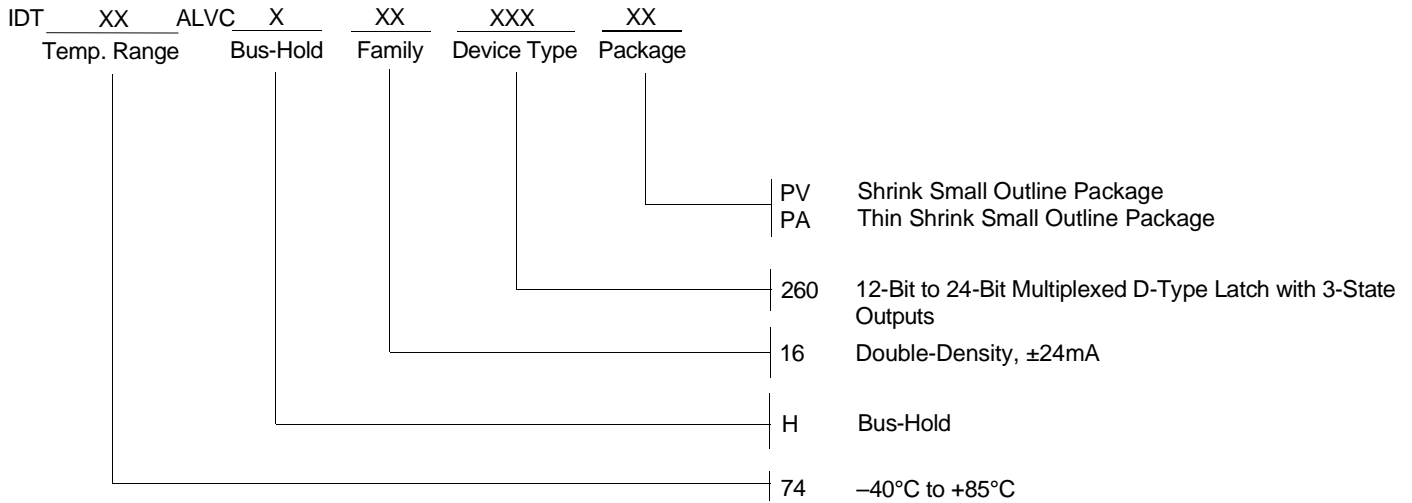 IDT XX ALVC X XX XXX XX
Temp. Range Bus-Hold Family Device Type Package
PV Shrink Small Outline Package
PA Thin Shrink Small Outline Package
260 12-Bit to 24-Bit Multiplexed D-Type Latch with 3-State
Outputs
16 Double-Density, ±24mA
H Bus-Hold
74 –40°C to +85°C